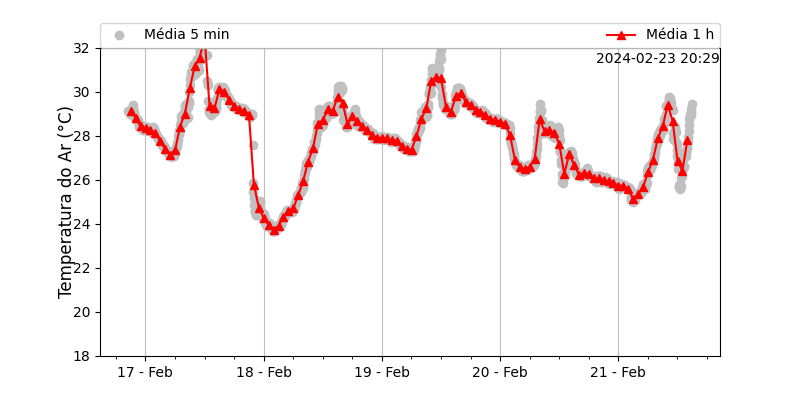 Média 5 min
Média 1 h
2024-02-23 20:29
Temperatura do Ar (°C)
32
30
28
26
24
22
20
18
17 - Feb
18 - Feb
19 - Feb
20 - Feb
21 - Feb